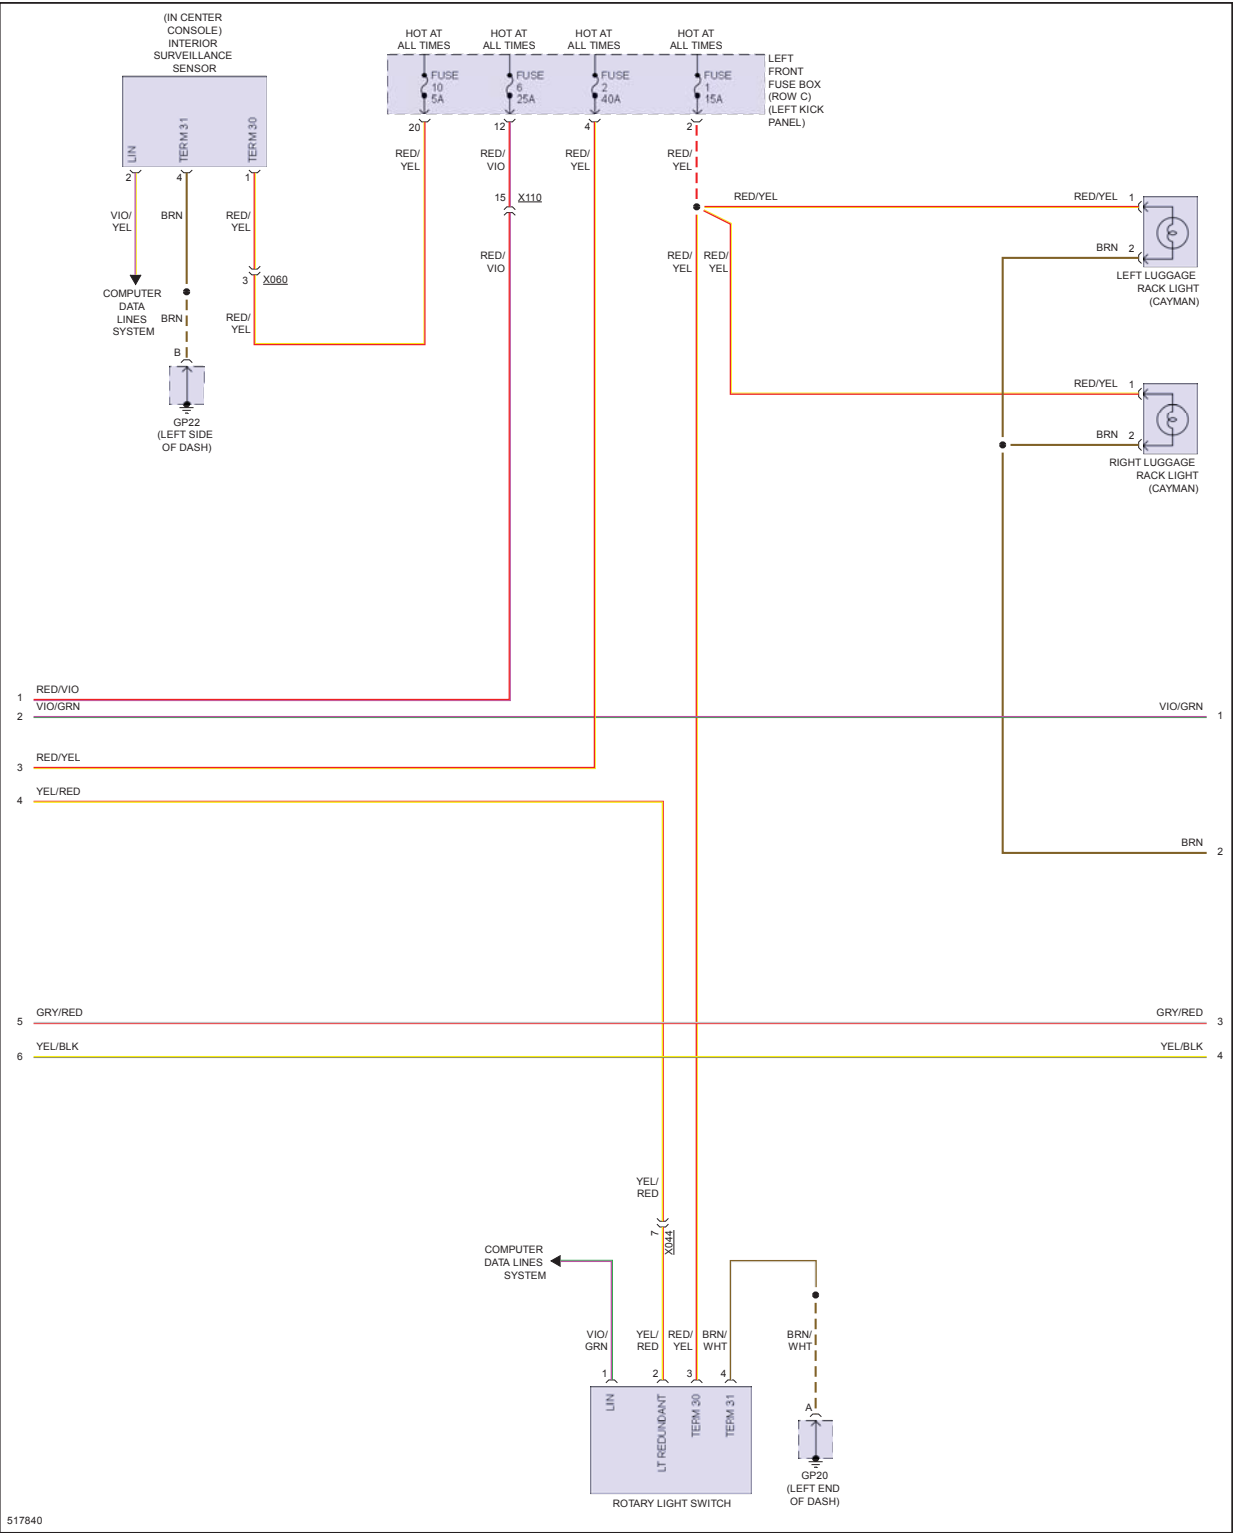 (IN CENTER
CONSOLE)
INTERIOR
SURVEILLANCE
SENSOR
LIN
TERM 31
TERM 30
2
4
1
VIO/
YEL
BRN
RED/
YEL
3 X060
COMPUTER
DATA
LINES
SYSTEM
BRN
RED/
YEL
B
GP22
(LEFT SIDE
OF DASH)
HOT AT
ALL TIMES
HOT AT
ALL TIMES
HOT AT
ALL TIMES
HOT AT
ALL TIMES
FUSE
10
5A
FUSE
6
25A
FUSE
2
40A
FUSE
1
15A
LEFT
FRONT
FUSE BOX
(ROW C)
(LEFT KICK
PANEL)
20
12
4
2
RED/
YEL
RED/
VIO
RED/
YEL
RED/
YEL
15 X110
RED/
VIO
RED/
YEL
RED/
YEL
RED/YEL
RED/YEL 1
BRN 2
LEFT LUGGAGE
RACK LIGHT
(CAYMAN)
RED/YEL 1
BRN 2
RIGHT LUGGAGE
RACK LIGHT
(CAYMAN)
1 RED/VIO
2 VIO/GRN
VIO/GRN 1
3 RED/YEL
4 YEL/RED
BRN 2
5 GRY/RED
GRY/RED 3
6 YEL/BLK
YEL/BLK 4
YEL/
RED
7 X044
COMPUTER
DATA LINES
SYSTEM
VIO/
GRN
YEL/
RED
RED/
YEL
BRN/
WHT
BRN/
WHT
1
2
3
4
LIN
LT REDUNDANT
TERM 30
TERM 31
ROTARY LIGHT SWITCH
A
GP20
(LEFT END
OF DASH)
517840